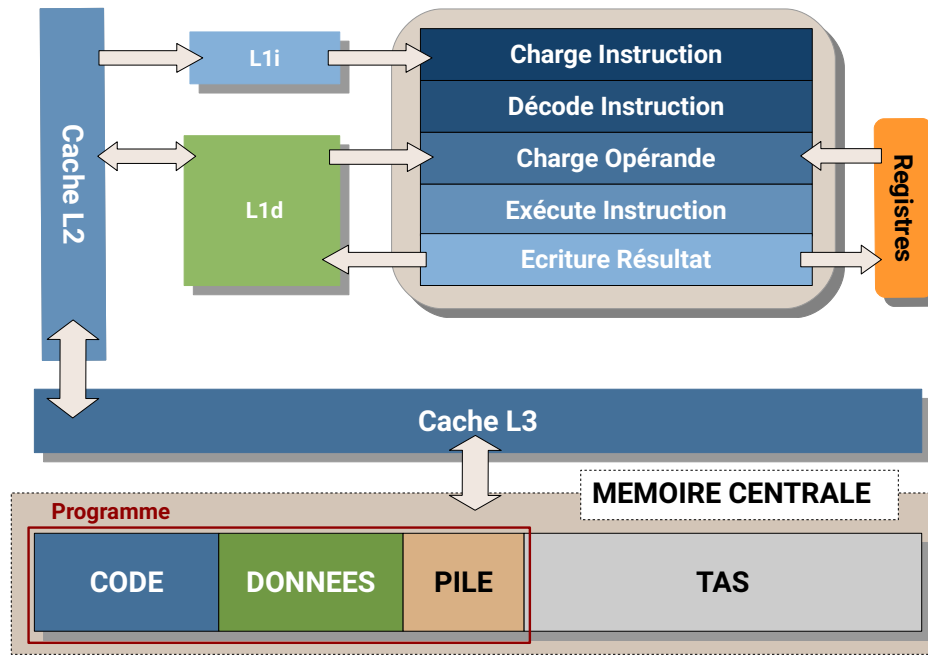 L1i
Charge Instruction
Décode Instruction
Cache L2
L1d
Charge Opérande
Registres
Exécute Instruction
Ecriture Résultat
Cache L3
MEMOIRE CENTRALE
Programme
CODE
DONNEES
PILE
TAS